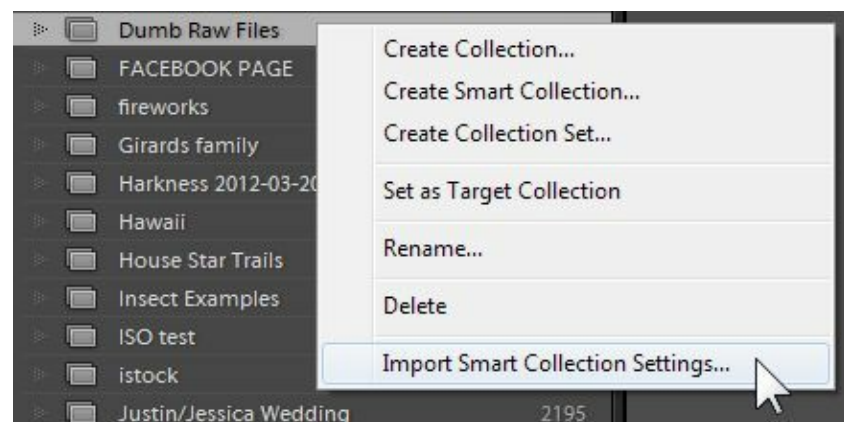 Dumb Raw Files
FACEBOOK PAGE
fireworks
Girards family
Harkness 2012-03-20
Hawaii
House Star Trails
Insect Examples
ISO test
istock
Justin/Jessica Wedding 2195
Create Collection...
Create Smart Collection...
Create Collection Set...
Set as Target Collection
Rename...
Delete
Import Smart Collection Settings...